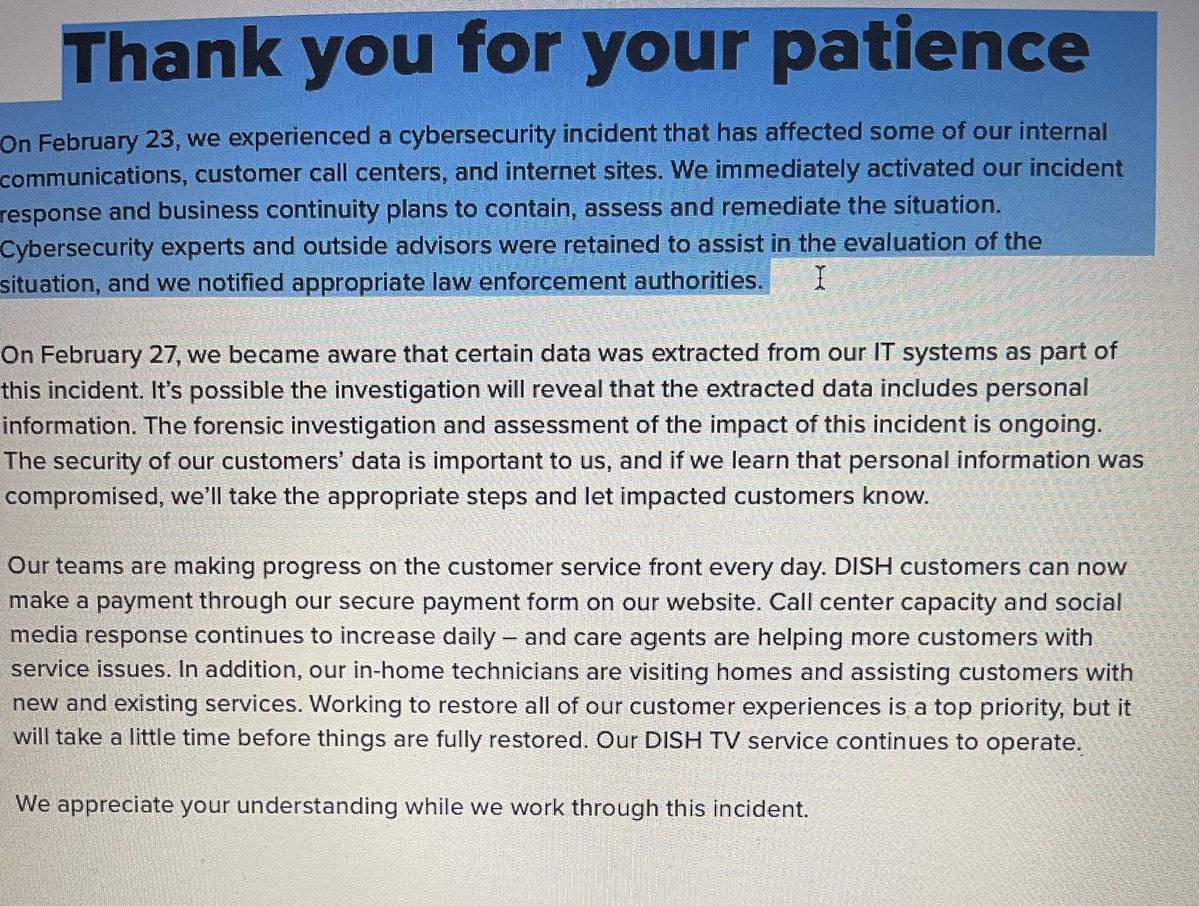 Thank you for your patience
On February 23, we experienced a cybersecurity incident that has affected some of our internal
communications, customer call centers, and internet sites. We immediately activated our incident
response and business continuity plans to contain, assess and remediate the situation.
Cybersecurity experts and outside advisors were retained to assist in the evaluation of the
situation, and we notified appropriate law enforcement authorities.
On February 27, we became aware that certain data was extracted from our IT systems as part of
this incident. It's possible the investigation will reveal that the extracted data includes personal
information. The forensic investigation and assessment of the impact of this incident is ongoing.
The security of our customers' data is important to us, and if we learn that personal information was
compromised, we'll take the appropriate steps and let impacted customers know.
Our teams are making progress on the customer service front every day. DISH customers can now
make a payment through our secure payment form on our website. Call center capacity and social
media response continues to increase daily – and care agents are helping more customers with
service issues. In addition, our in-home technicians are visiting homes and assisting customers with
new and existing services. Working to restore all of our customer experiences is a top priority, but it
will take a little time before things are fully restored. Our DISH TV service continues to operate.
We appreciate your understanding while we work through this incident.